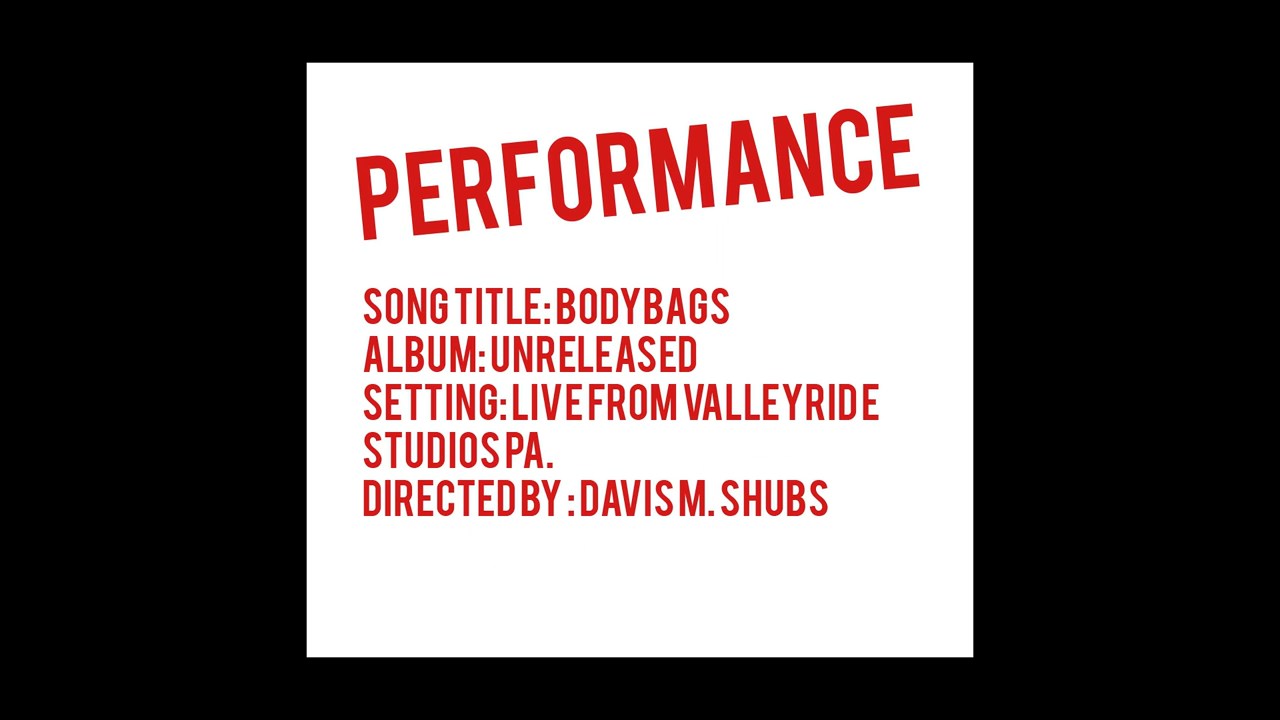 PERFORMANCE
SONG TITLE: BODYBAGS
ALBUM: UNRELEASED
SETTING: LIVE FROM VALLEYRIDE
STUDIOS PA.
DIRECTED BY : DAVIS M. SHUBS